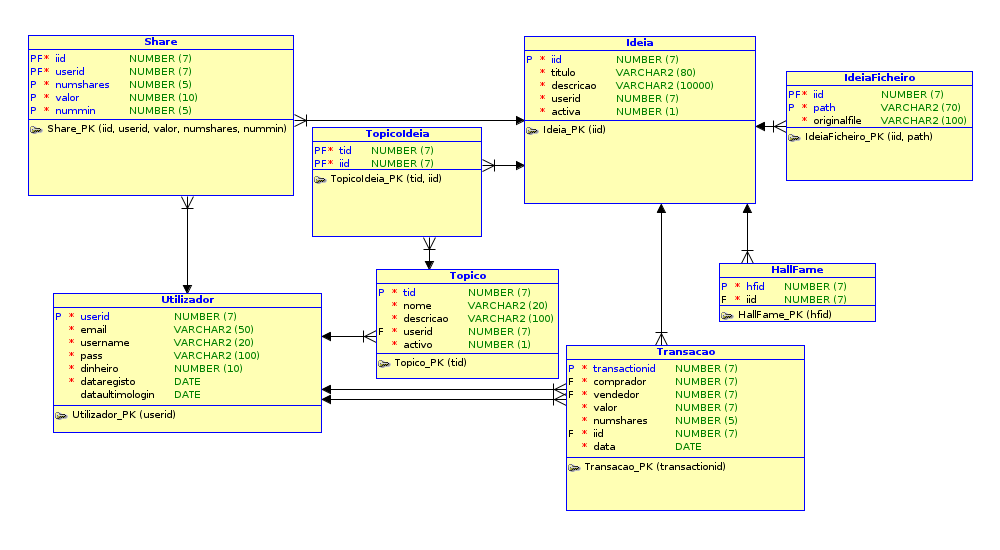 Share
PF* iid NUMBER (7)
PF* userid NUMBER (7)
P * numshares NUMBER (5)
P * valor NUMBER (10)
P * nummin NUMBER (5)
Share_PK (iid, userid, valor, numshares, nummin)
Ideia
P * iid NUMBER (7)
* titulo VARCHAR2 (80)
* descricao VARCHAR2 (10000)
* userid NUMBER (7)
* activa NUMBER (1)
Ideia_PK (iid)
IdeiaFicheiro
PF* iid NUMBER (7)
P * path VARCHAR2 (70)
* originalfile VARCHAR2 (100)
IdeiaFicheiro_PK (iid, path)
TopicoIdeia
PF* tid NUMBER (7)
PF* iid NUMBER (7)
TopicoIdeia_PK (tid, iid)
Topico
P * tid NUMBER (7)
* nome VARCHAR2 (20)
* descricao VARCHAR2 (100)
F * userid NUMBER (7)
* activo NUMBER (1)
Topico_PK (tid)
HallFame
P * hfid NUMBER (7)
F * iid NUMBER (7)
HallFame_PK (hfid)
Utilizador
P * userid NUMBER (7)
* email VARCHAR2 (50)
* username VARCHAR2 (20)
* pass VARCHAR2 (100)
* dinheiro NUMBER (10)
* dataregisto DATE
dataultimologin DATE
Utilizador_PK (userid)
Transacao
P * transactionid NUMBER (7)
F * comprador NUMBER (7)
F * vendedor NUMBER (7)
* valor NUMBER (7)
* numshares NUMBER (5)
F * iid NUMBER (7)
* data DATE
Transacao_PK (transactionid)